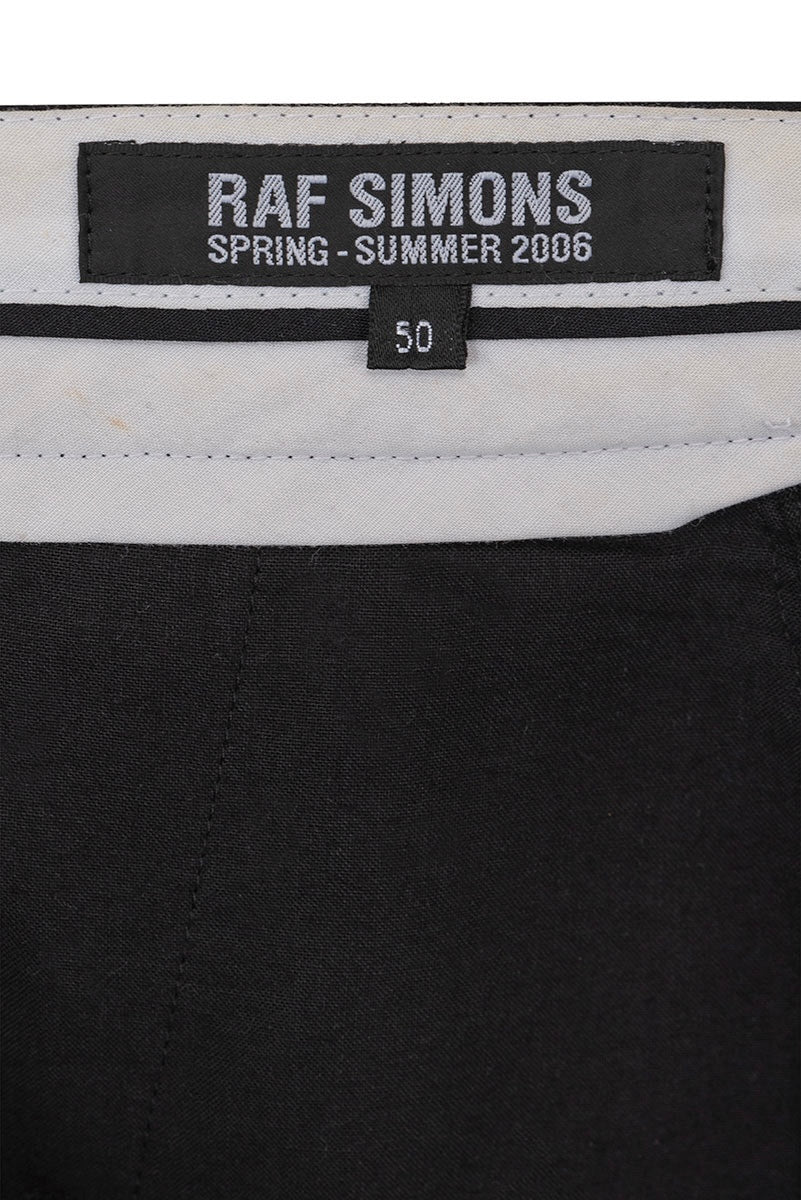 RAF SIMONS
SPRING - SUMMER 2006
50